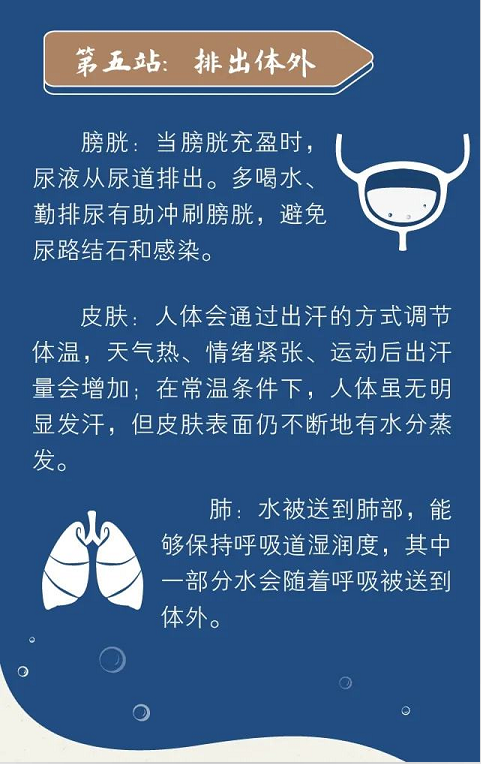 第五站：排出体外
膀胱：当膀胱充盈时，
尿液从尿道排出。多喝水、
勤排尿有助冲刷膀胱，避免
尿路结石和感染。
皮肤：人体会通过出汗的方式调节
体温，天气热、情绪紧张、运动后出汗
量会增加；在常温条件下，人体虽无明
显发汗，但皮肤表面仍不断地有水分蒸
发。
肺：水被送到肺部，能
够保持呼吸道湿润度，其中
一部分水会随着呼吸被送到
体外。